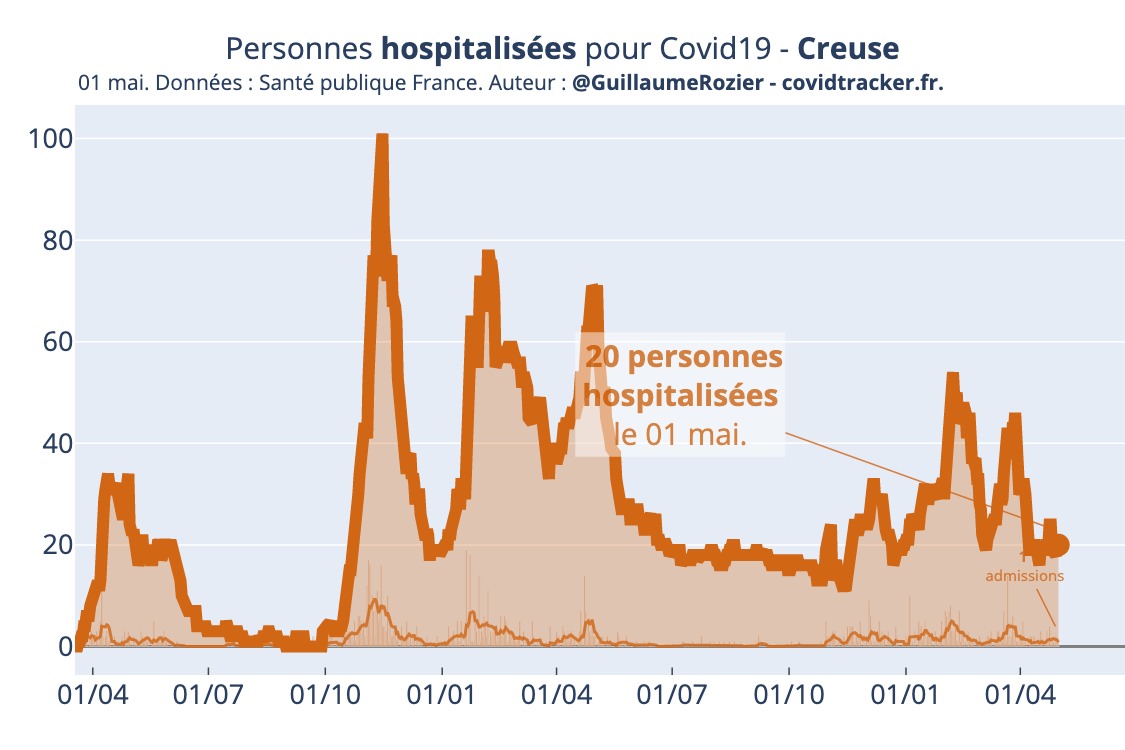 Personnes hospitalisées pour Covid19 - Creuse
01 mai. Données : Santé publique France. Auteur : @GuillaumeRozier - covidtracker.fr.
100
80
60
40
20
0
20 personnes
hospitalisées
le 01 mai.
admissions
01/04
01/07
01/10
01/01
01/04
01/07
01/10
01/01
01/04